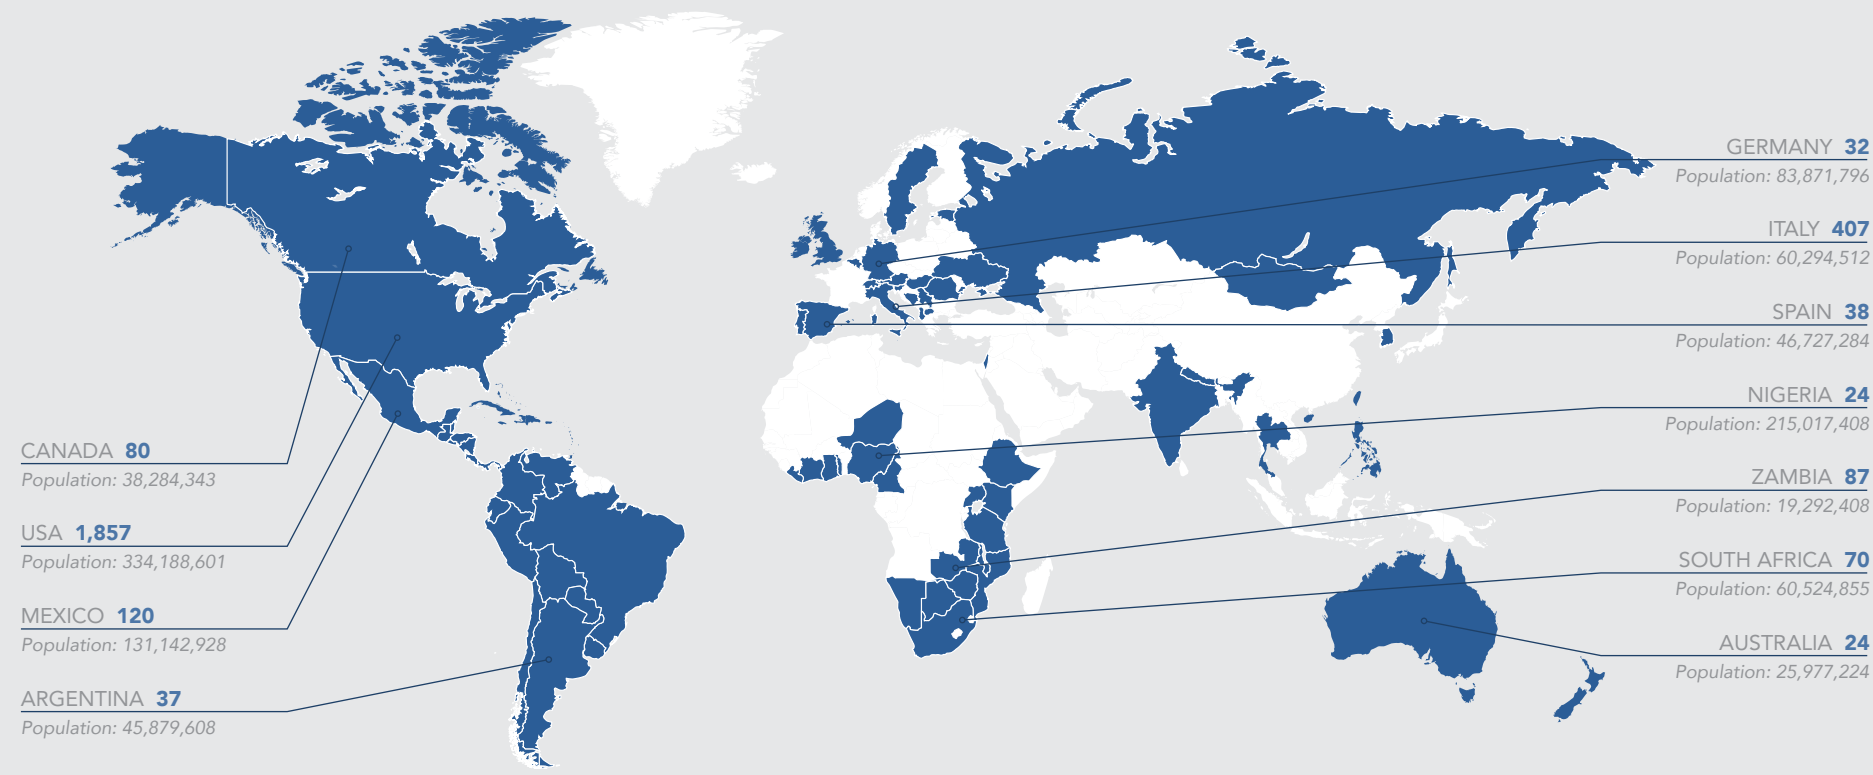 CANADA 80
Population: 38,284,343
USA 1,857
Population: 334,188,601
MEXICO 120
Population: 131,142,928
ARGENTINA 37
Population: 45,879,608
GERMANY 32
Population: 83,871,796
ITALY 407
Population: 60,294,512
SPAIN 38
Population: 46,727,284
NIGERIA 24
Population: 215,017,408
ZAMBIA 87
Population: 19,292,408
SOUTH AFRICA 70
Population: 60,524,855
AUSTRALIA 24
Population: 25,977,224